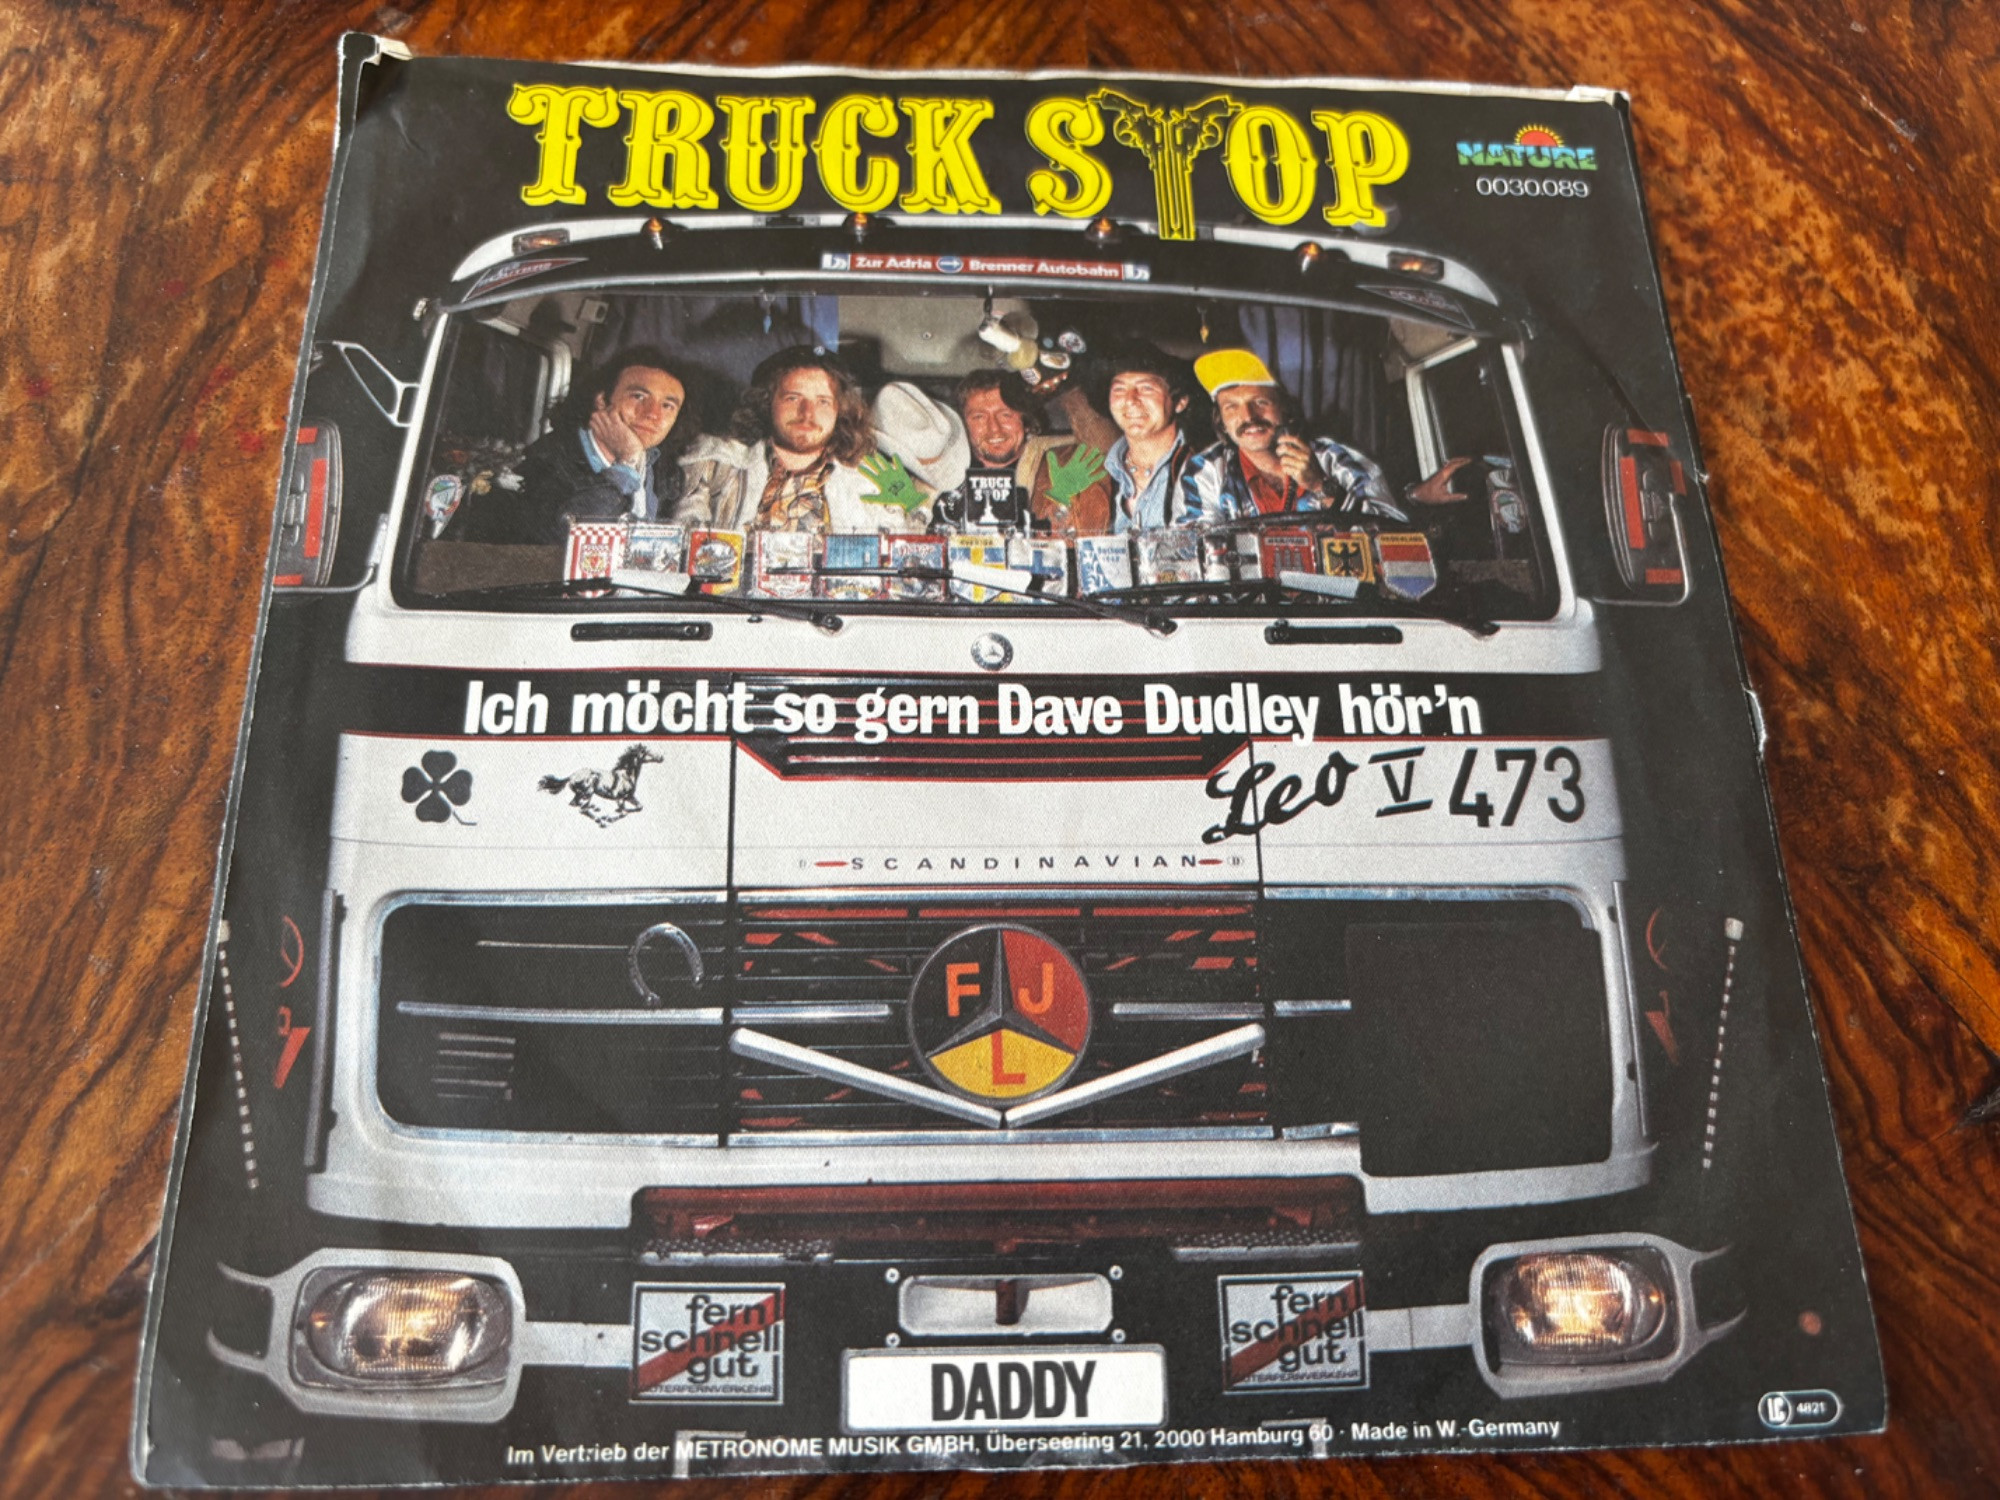 TRUCK STOP
NATURE
0030.089
Zur Adria Brenner Autobahn
TRUCK
STOP
Ich möcht so gern Dave Dudley hör'n
Leo V 473
SCANDINAVIAN
F J
L
fern
schnell
gut
fern
schnell
gut
DADDY
LC 4821
Im Vertrieb der METRONOME MUSIK GMBH, Überseering 21, 2000 Hamburg 60 · Made in W.-Germany